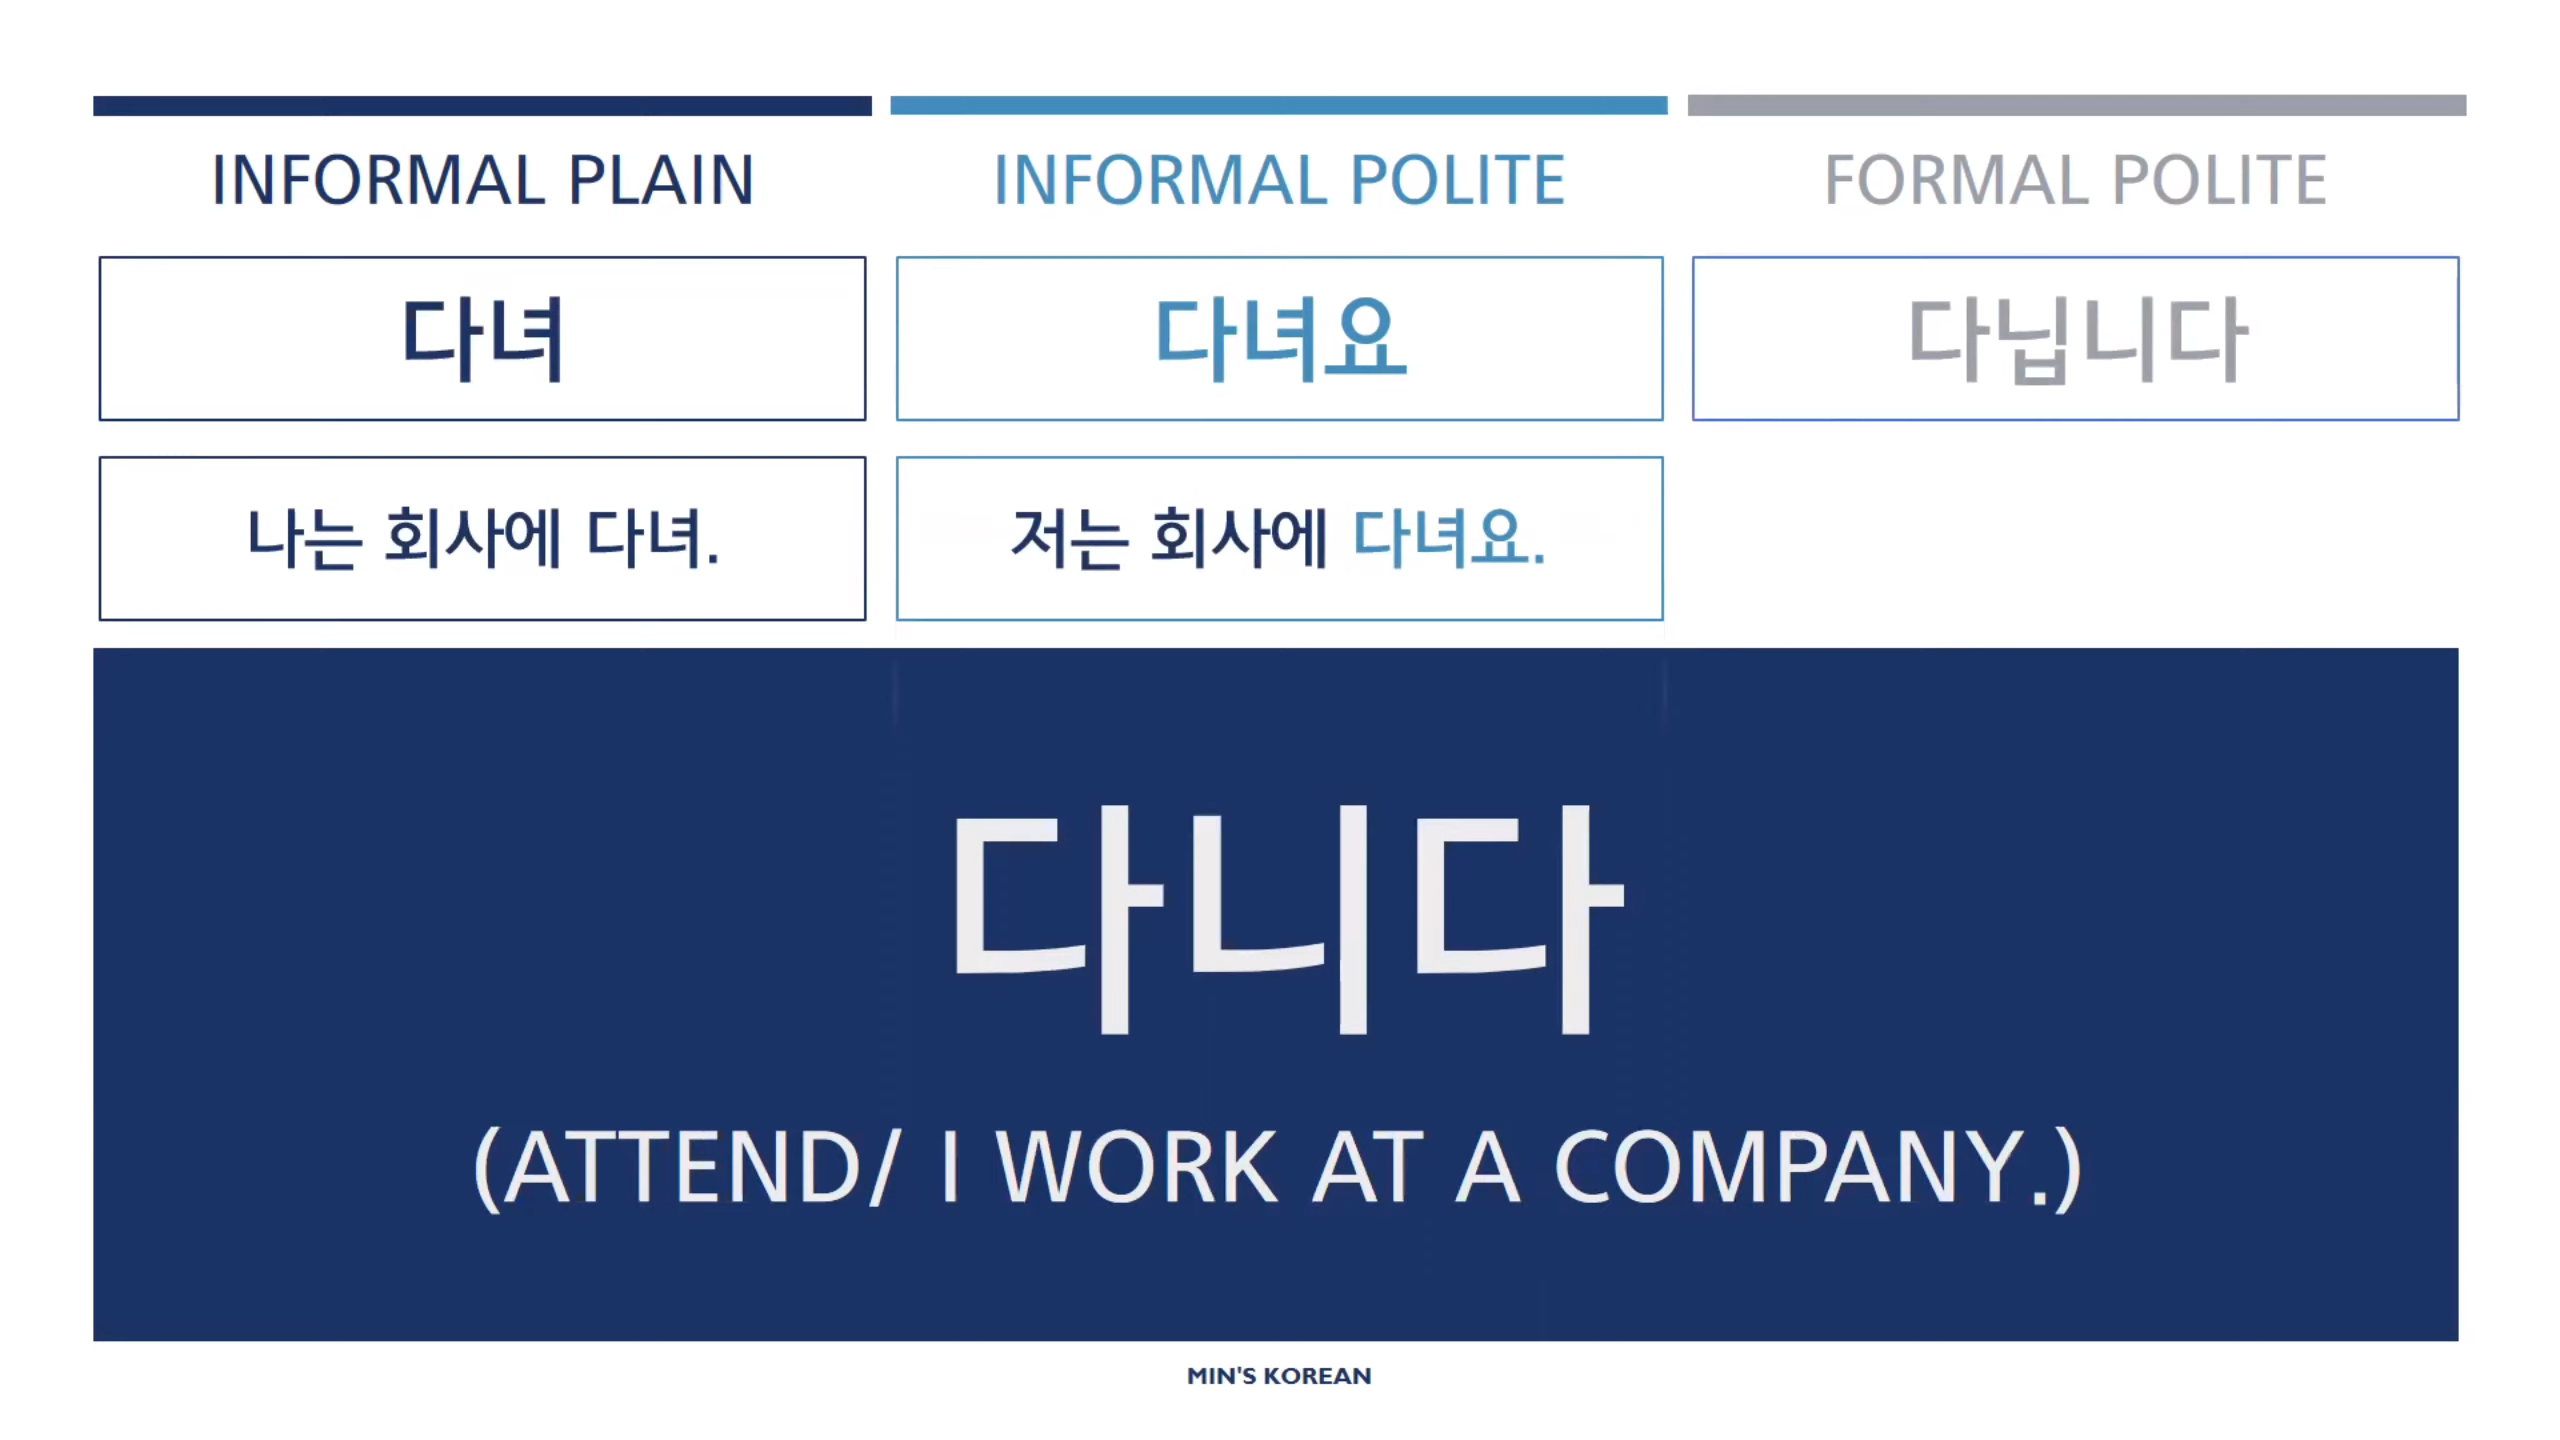 INFORMAL PLAIN
INFORMAL POLITE
FORMAL POLITE
다녀
다녀요
다닙니다
나는 회사에 다녀.
저는 회사에 다녀요.
다니다
(ATTEND/ I WORK AT A COMPANY.)
MIN'S KOREAN